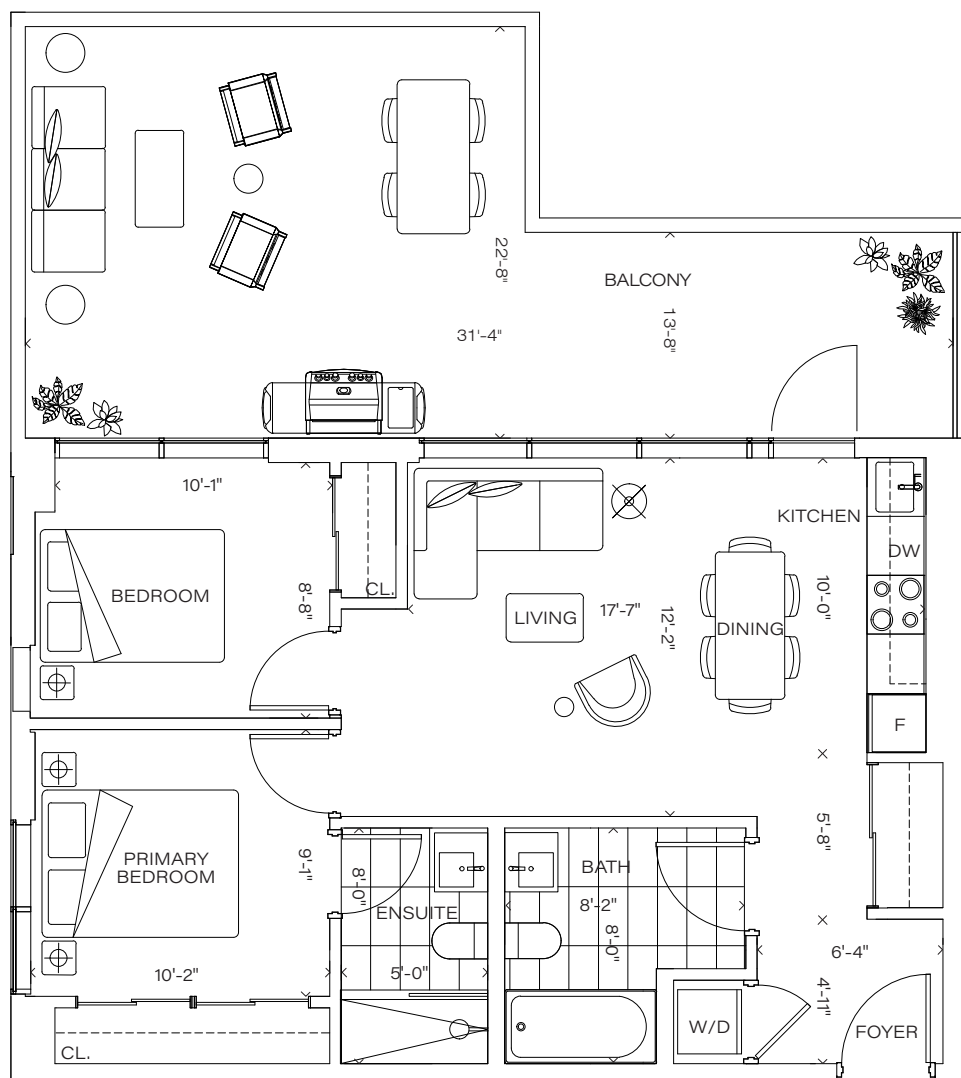 22'-8"
BALCONY
13'-8"
31'-4"
10'-1"
KITCHEN
DW
BEDROOM
8'-8"
CL.
LIVING
17'-7"
12'-2"
DINING
10'-0"
F
PRIMARY
BEDROOM
9'-1"
8'-0"
ENSUITE
BATH
8'-2"
8'-0"
5'-8"
10'-2"
5'-0"
6'-4"
4'-11"
W/D
FOYER
CL.